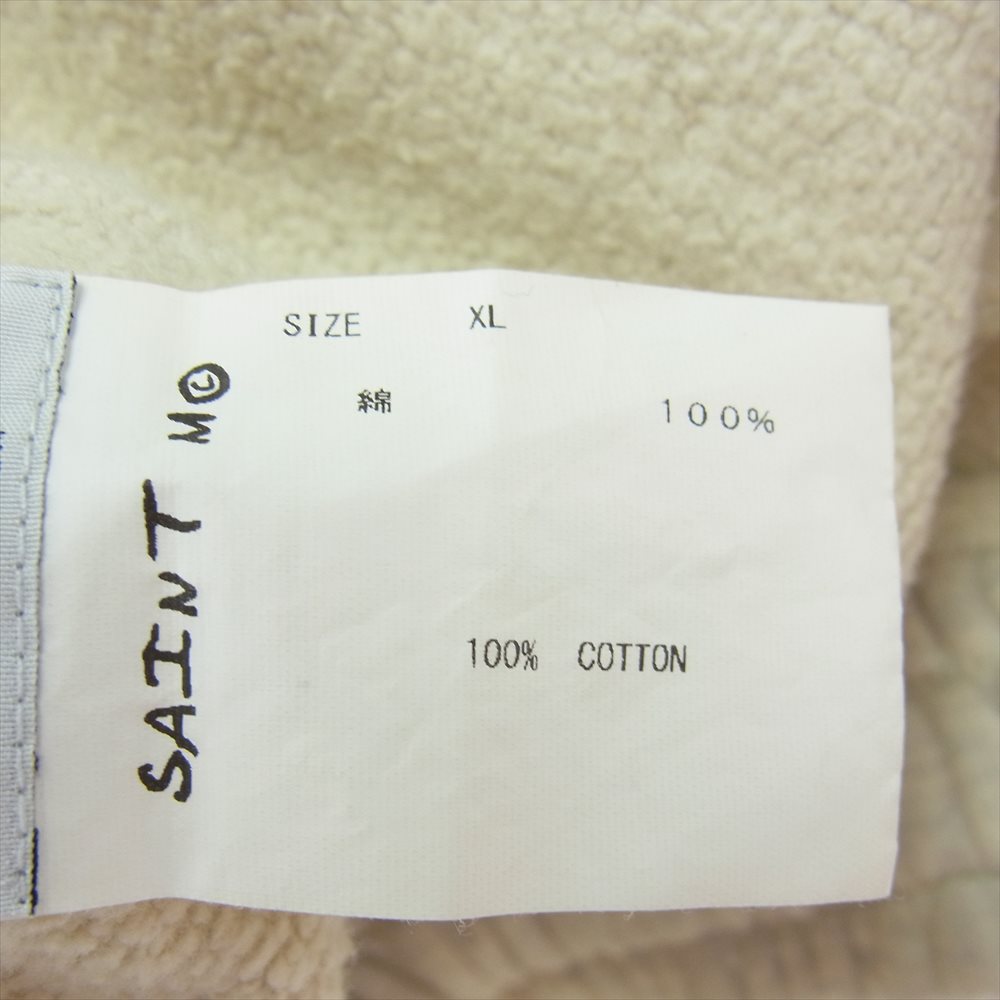 SIZE XL
綿 100%
100% COTTON
SAINT M©